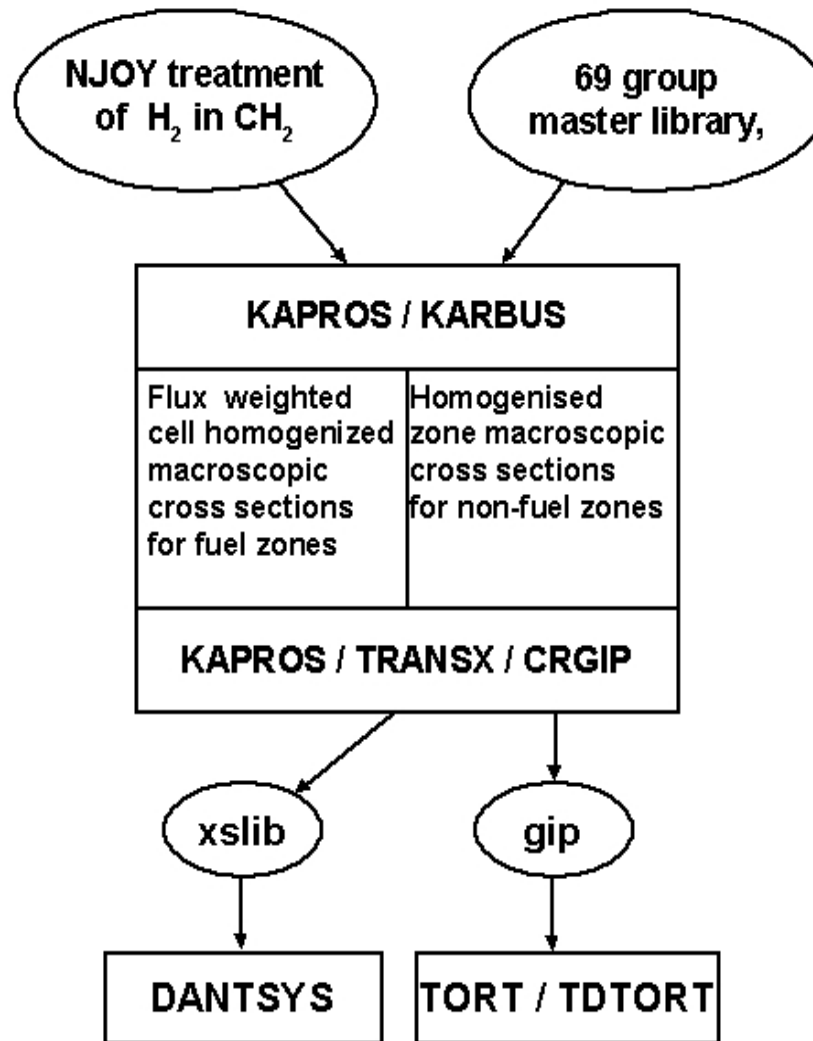 NJOY treatment
of H₂ in CH₂
69 group
master library,
KAPROS / KARBUS
Flux weighted
cell homogenized
macroscopic
cross sections
for fuel zones
Homogenised
zone macroscopic
cross sections
for non-fuel zones
KAPROS / TRANSX / CRGIP
xslib
gip
DANTSYS
TORT / TDTORT